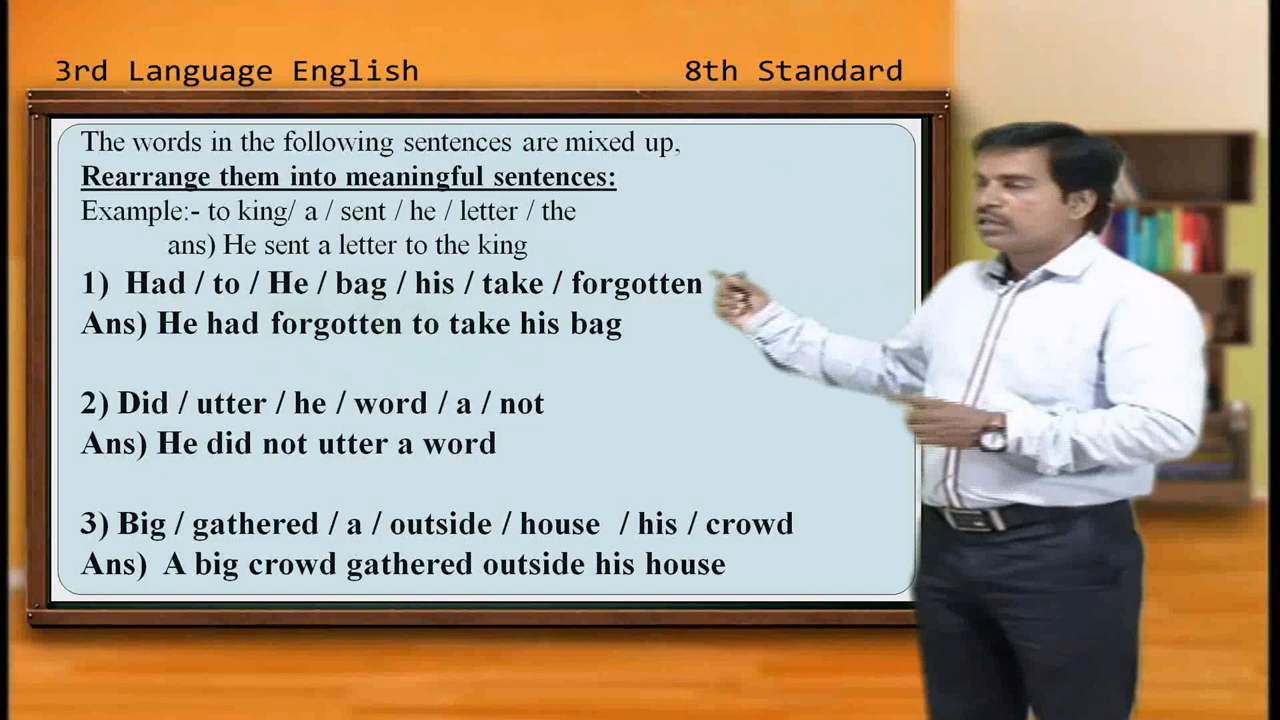 3rd Language English 8th Standard
The words in the following sentences are mixed up,
Rearrange them into meaningful sentences:
Example:- to king/ a / sent / he / letter / the
ans) He sent a letter to the king
1) Had / to / He / bag / his / take / forgotten
Ans) He had forgotten to take his bag
2) Did / utter / he / word / a / not
Ans) He did not utter a word
3) Big / gathered / a / outside / house / his / crowd
Ans) A big crowd gathered outside his house